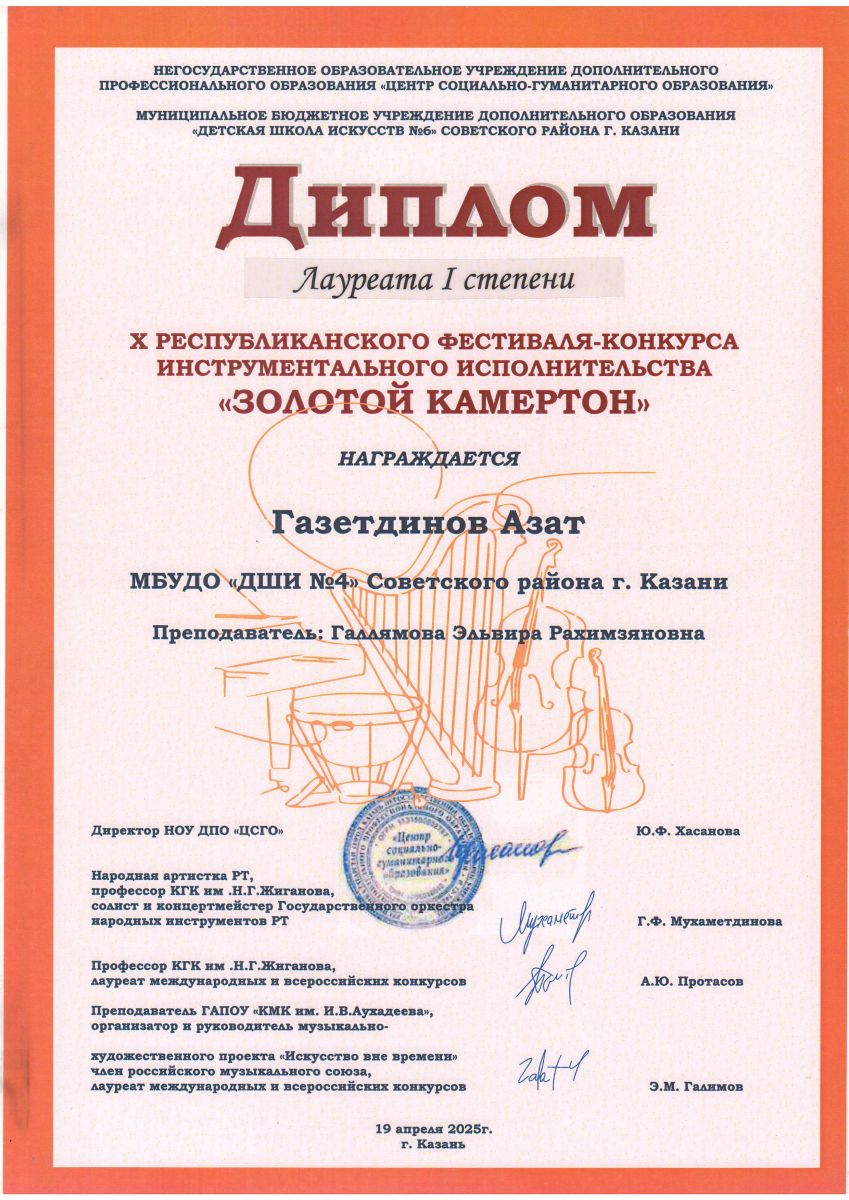 НЕГОСУДАРСТВЕННОЕ ОБРАЗОВАТЕЛЬНОЕ УЧРЕЖДЕНИЕ ДОПОЛНИТЕЛЬНОГО
ПРОФЕССИОНАЛЬНОГО ОБРАЗОВАНИЯ «ЦЕНТР СОЦИАЛЬНО-ГУМАНИТАРНОГО ОБРАЗОВАНИЯ»
МУНИЦИПАЛЬНОЕ БЮДЖЕТНОЕ УЧРЕЖДЕНИЕ ДОПОЛНИТЕЛЬНОГО ОБРАЗОВАНИЯ
«ДЕТСКАЯ ШКОЛА ИСКУССТВ №6» СОВЕТСКОГО РАЙОНА Г. КАЗАНИ
Диплом
Лауреата I степени
X РЕСПУБЛИКАНСКОГО ФЕСТИВАЛЯ-КОНКУРСА
ИНСТРУМЕНТАЛЬНОГО ИСПОЛНИТЕЛЬСТВА
«ЗОЛОТОЙ КАМЕРТОН»
НАГРАЖДАЕТСЯ
Газетдинов Азат
МБУДО «ДШИ №4» Советского района г. Казани
Преподаватель: Галлямова Эльвира Рахимзяновна
Директор НОУ ДПО «ЦСГО»
Ю.Ф. Хасанова
«Центр
социально-
гуманитарного
образования»
Народная артистка РТ,
профессор КГК им .Н.Г.Жиганова,
солист и концертмейстер Государственного оркестра
народных инструментов РТ
Г.Ф. Мухаметдинова
Профессор КГК им .Н.Г.Жиганова,
лауреат международных и всероссийских конкурсов
А.Ю. Протасов
Преподаватель ГАПОУ «КМК им. И.В.Аухадеева»,
организатор и руководитель музыкально-
художественного проекта «Искусство вне времени»
член российского музыкального союза,
лауреат международных и всероссийских конкурсов
Э.М. Галимов
19 апреля 2025г.
г. Казань